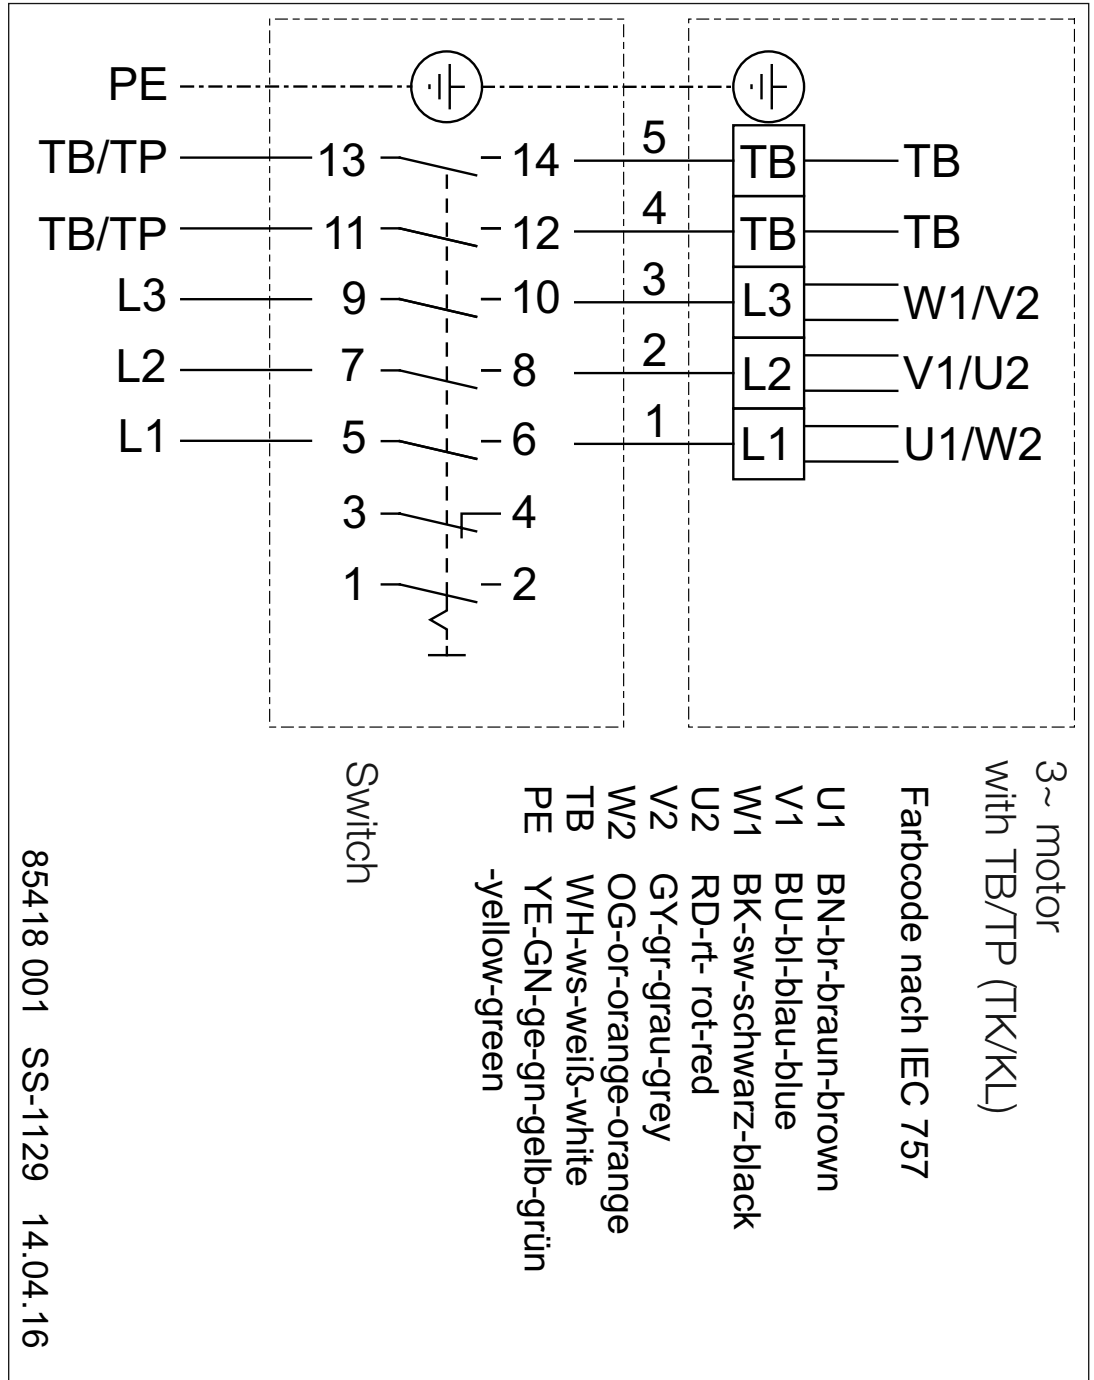 PE
TB/TP 13 14 5 TB TB
TB/TP 11 12 4 TB TB
L3 9 10 3 L3 W1/V2
L2 7 8 2 L2 V1/U2
L1 5 6 1 L1 U1/W2
3 4
1 2
3~ motor
with TB/TP (TK/KL)
Farbcode nach IEC 757
U1 BN-br-braun-brown
V1 BU-bl-blau-blue
W1 BK-sw-schwarz-black
U2 RD-rt- rot-red
V2 GY-gr-grau-grey
W2 OG-or-orange-orange
TB WH-ws-weiß-white
PE YE-GN-ge-gn-gelb-grün
-yellow-green
Switch
85418 001 SS-1129 14.04.16